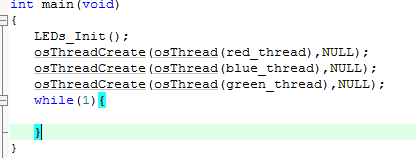 int main(void)
{
LEDs_Init();
osThreadCreate(osThread(red_thread),NULL);
osThreadCreate(osThread(blue_thread),NULL);
osThreadCreate(osThread(green_thread),NULL);
while(1){
}
}